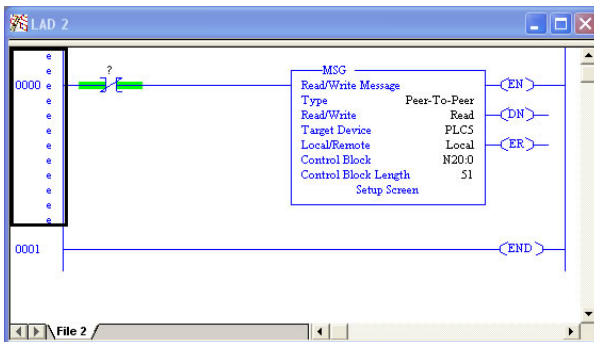 LAD 2
e
e ?
0000 e
e
e
e
e
e
e
e
e
MSG
Read/Write Message
Type Peer-To-Peer
Read/Write Read
Target Device PLC5
Local/Remote Local
Control Block N20:0
Control Block Length 51
Setup Screen
EN
DN
ER
0001 END
File 2